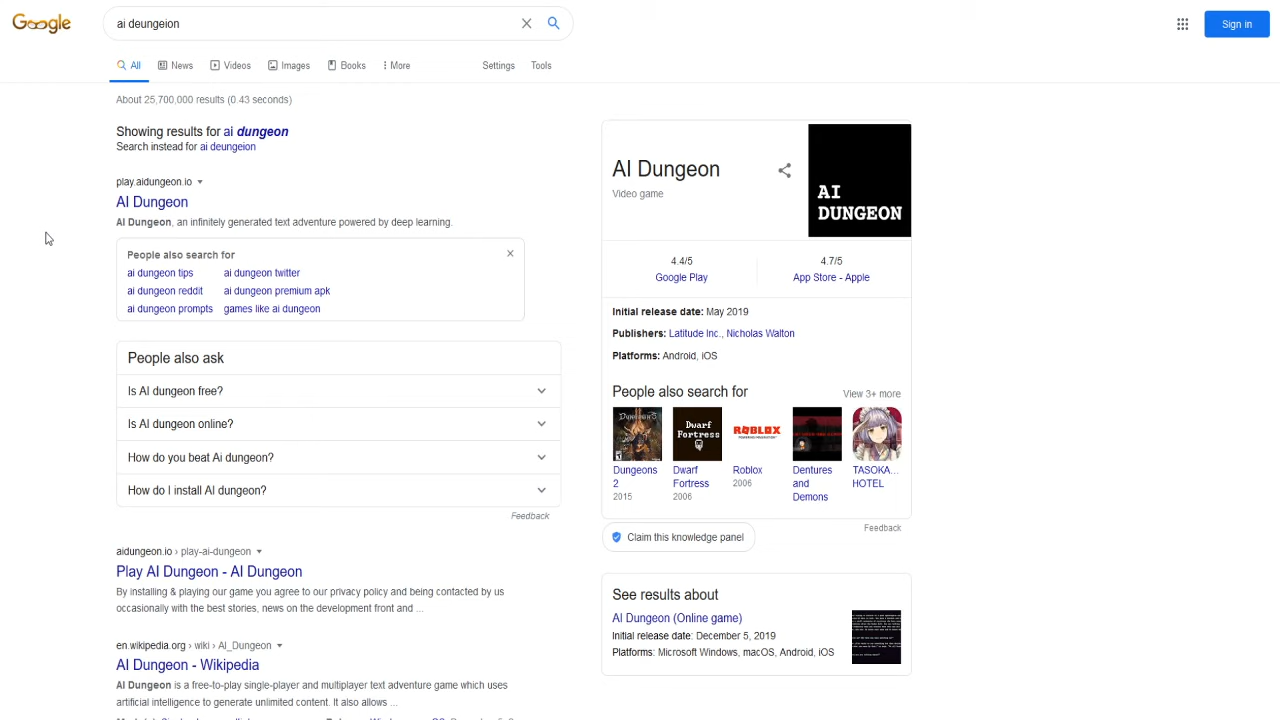 Google
ai deungeion
Sign in
All
News
Videos
Images
Books
More
Settings
Tools
About 25,700,000 results (0.43 seconds)
Showing results for ai dungeon
Search instead for ai deungeion
play.aidungeon.io
AI Dungeon
AI Dungeon, an infinitely generated text adventure powered by deep learning.
People also search for
ai dungeon tips
ai dungeon twitter
ai dungeon reddit
ai dungeon premium apk
ai dungeon prompts
games like ai dungeon
People also ask
Is AI dungeon free?
Is AI dungeon online?
How do you beat Ai dungeon?
How do I install AI dungeon?
Feedback
aidungeon.io › play-ai-dungeon
Play AI Dungeon - AI Dungeon
By installing & playing our game you agree to our privacy policy and being contacted by us
occasionally with the best stories, news on the development front and ...
en.wikipedia.org › wiki › AI_Dungeon
AI Dungeon - Wikipedia
AI Dungeon is a free-to-play single-player and multiplayer text adventure game which uses
artificial intelligence to generate unlimited content. It also allows ...
AI Dungeon
Video game
AI
DUNGEON
4.4/5
Google Play
4.7/5
App Store - Apple
Initial release date: May 2019
Publishers: Latitude Inc., Nicholas Walton
Platforms: Android, iOS
People also search for
View 3+ more
Dwarf
Fortress
ROBLOX
Dungeons
2
2015
Dwarf
Fortress
2006
Roblox
2006
Dentures
and
Demons
TASOKA...
HOTEL
Feedback
Claim this knowledge panel
See results about
AI Dungeon (Online game)
Initial release date: December 5, 2019
Platforms: Microsoft Windows, macOS, Android, iOS